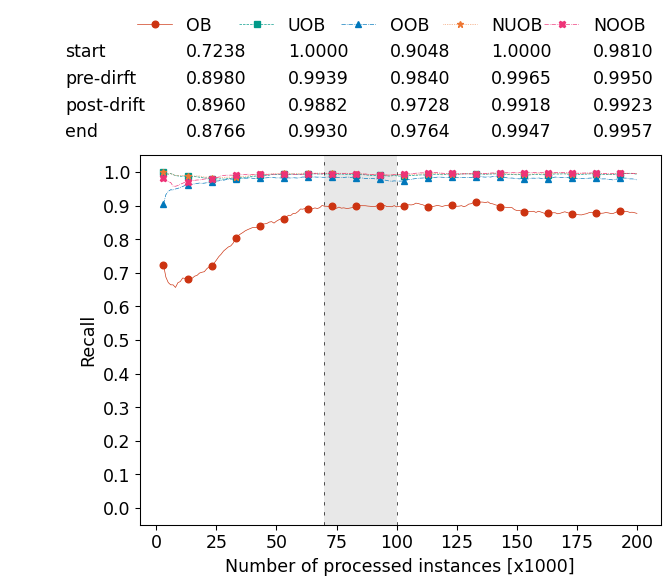 OB UOB OOB NUOB NOOB
start 0.7238 1.0000 0.9048 1.0000 0.9810
pre-dirft 0.8980 0.9939 0.9840 0.9965 0.9950
post-drift 0.8960 0.9882 0.9728 0.9918 0.9923
end 0.8766 0.9930 0.9764 0.9947 0.9957
1.0
0.9
0.8
0.7
0.6
0.5
0.4
0.3
0.2
0.1
0.0
Recall
0 25 50 75 100 125 150 175 200
Number of processed instances [x1000]